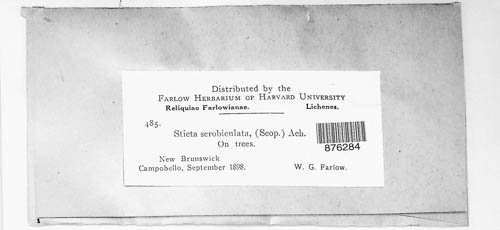 Distributed by the
FARLOW HERBARIUM OF HARVARD UNIVERSITY
Reliquiae Farlowianae. Lichenes.
485.
Sticta scrobiculata, (Scop.) Ach.
On trees.
876284
New Brunswick
Campobello, September 1898. W. G. Farlow.